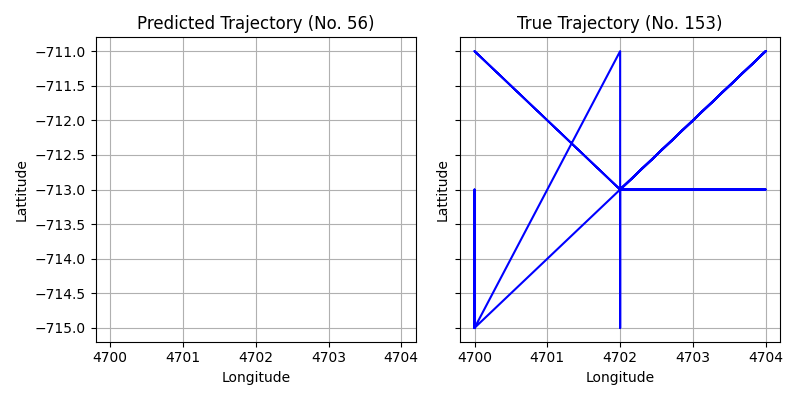 Predicted Trajectory (No. 56)
Lattitude
−711.0
−711.5
−712.0
−712.5
−713.0
−713.5
−714.0
−714.5
−715.0
4700 4701 4702 4703 4704
Longitude
True Trajectory (No. 153)
Lattitude
4700 4701 4702 4703 4704
Longitude